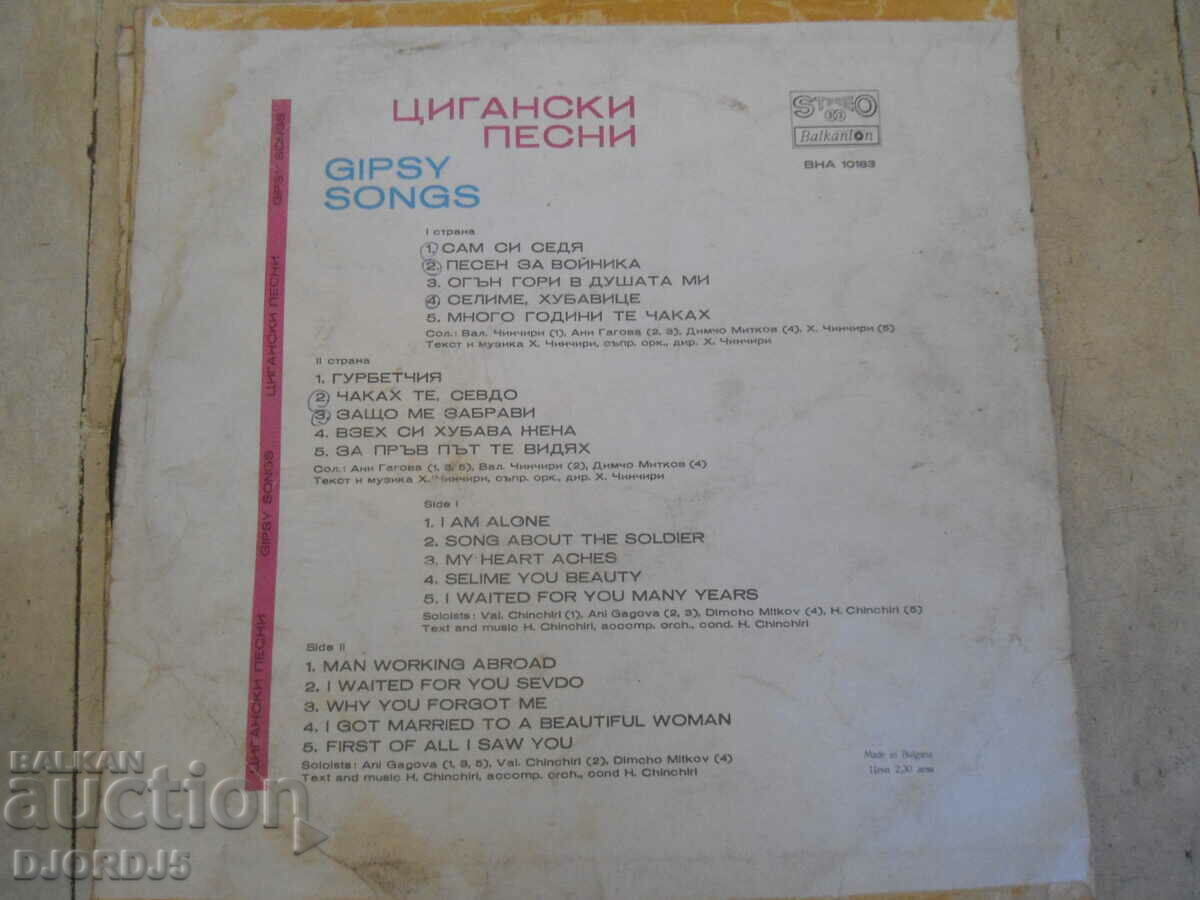 ЦИГАНСКИ
ПЕСНИ
GIPSY
SONGS
STEREO
Balkanton
ВНА 10183
I страна
1. САМ СИ СЕДЯ
2. ПЕСЕН ЗА ВОЙНИКА
3. ОГЪН ГОРИ В ДУШАТА МИ
4. СЕЛИМЕ, ХУБАВИЦЕ
5. МНОГО ГОДИНИ ТЕ ЧАКАХ
Сол.: Вал. Чинчири (1), Ани Гагова (2, 3), Димчо Митков (4), Х. Чинчири (5)
Текст и музика Х. Чинчири, съпр. орк., дир. Х. Чинчири
II страна
1. ГУРБЕТЧИЯ
2. ЧАКАХ ТЕ, СЕВДО
3. ЗАЩО МЕ ЗАБРАВИ
4. ВЗЕХ СИ ХУБАВА ЖЕНА
5. ЗА ПРЪВ ПЪТ ТЕ ВИДЯХ
Сол.: Ани Гагова (1, 3, 5), Вал. Чинчири (2), Димчо Митков (4)
Текст и музика Х. Чинчири, съпр. орк., дир. Х. Чинчири
Side I
1. I AM ALONE
2. SONG ABOUT THE SOLDIER
3. MY HEART ACHES
4. SELIME YOU BEAUTY
5. I WAITED FOR YOU MANY YEARS
Soloists: Val. Chinchiri (1), Ani Gagova (2, 3), Dimcho Mitkov (4), H. Chinchiri (5)
Text and music H. Chinchiri, accomp. orch., cond. H. Chinchiri
Side II
1. MAN WORKING ABROAD
2. I WAITED FOR YOU SEVDO
3. WHY YOU FORGOT ME
4. I GOT MARRIED TO A BEAUTIFUL WOMAN
5. FIRST OF ALL I SAW YOU
Soloists: Ani Gagova (1, 3, 5), Val. Chinchiri (2), Dimcho Mitkov (4)
Text and music H. Chinchiri, accomp. orch., cond H. Chinchiri
Made in Bulgaria
Цена 2,30 лева
ЦИГАНСКИ ПЕСНИ GIPSY SONGS ЦИГАНСКИ ПЕСНИ GIPSY SONGS
BALKAN
auction
DJORDJ5